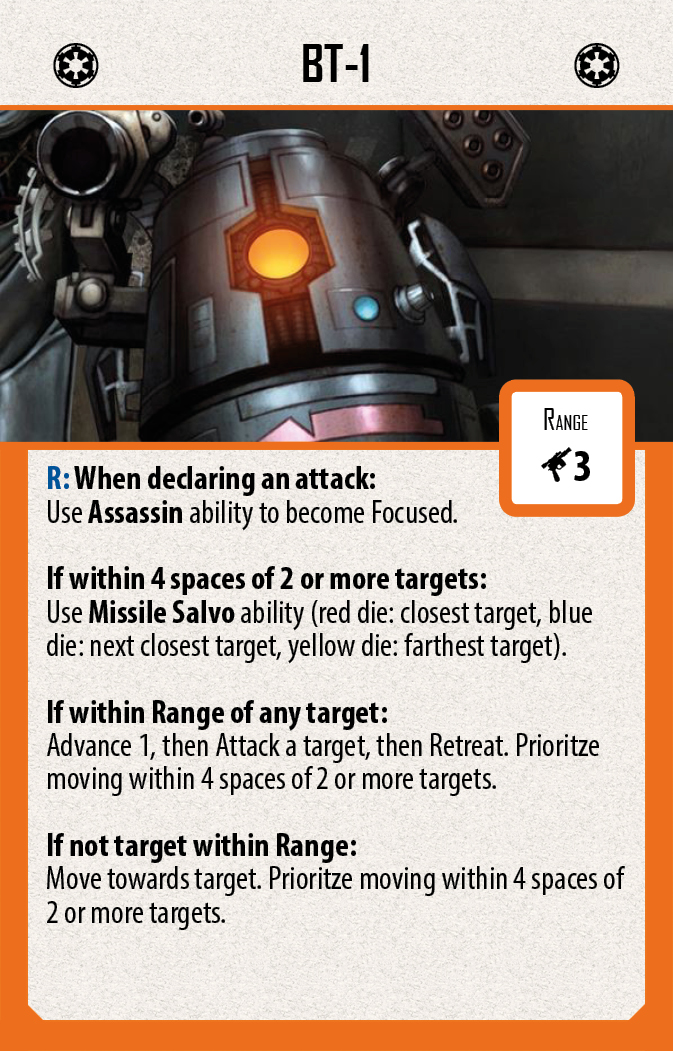 BT-1
Range
3
R: When declaring an attack:
Use Assassin ability to become Focused.
If within 4 spaces of 2 or more targets:
Use Missile Salvo ability (red die: closest target, blue
die: next closest target, yellow die: farthest target).
If within Range of any target:
Advance 1, then Attack a target, then Retreat. Prioritze
moving within 4 spaces of 2 or more targets.
If not target within Range:
Move towards target. Prioritze moving within 4 spaces of
2 or more targets.